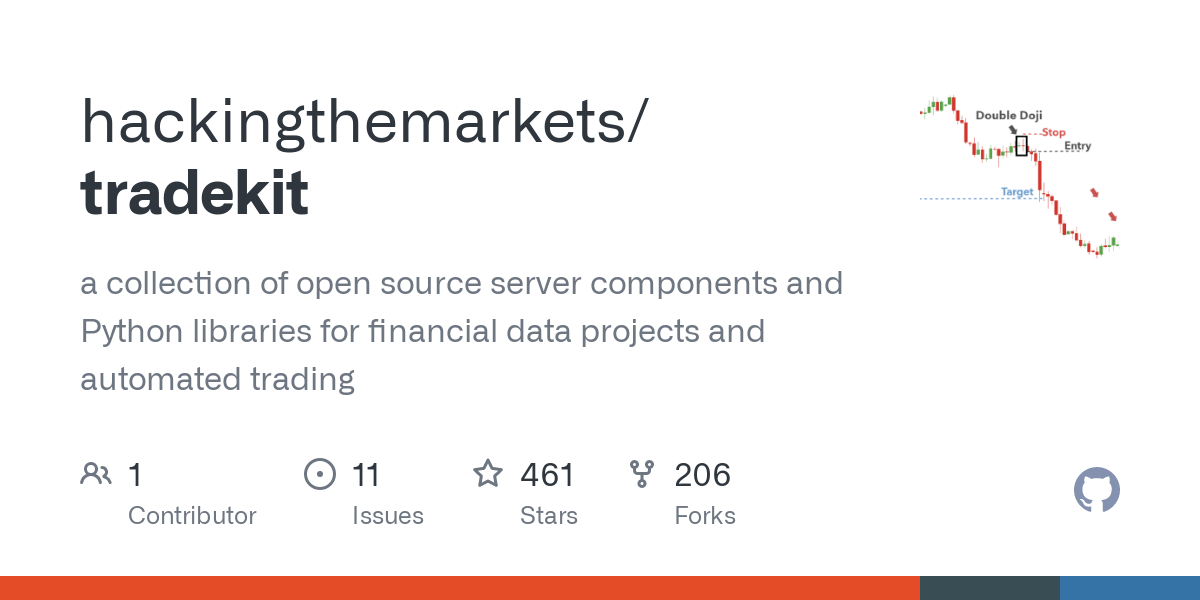 hackingthemarkets/
tradekit
a collection of open source server components and
Python libraries for financial data projects and
automated trading
1
Contributor
11
Issues
461
Stars
206
Forks
Double Doji
Stop
Entry
Target